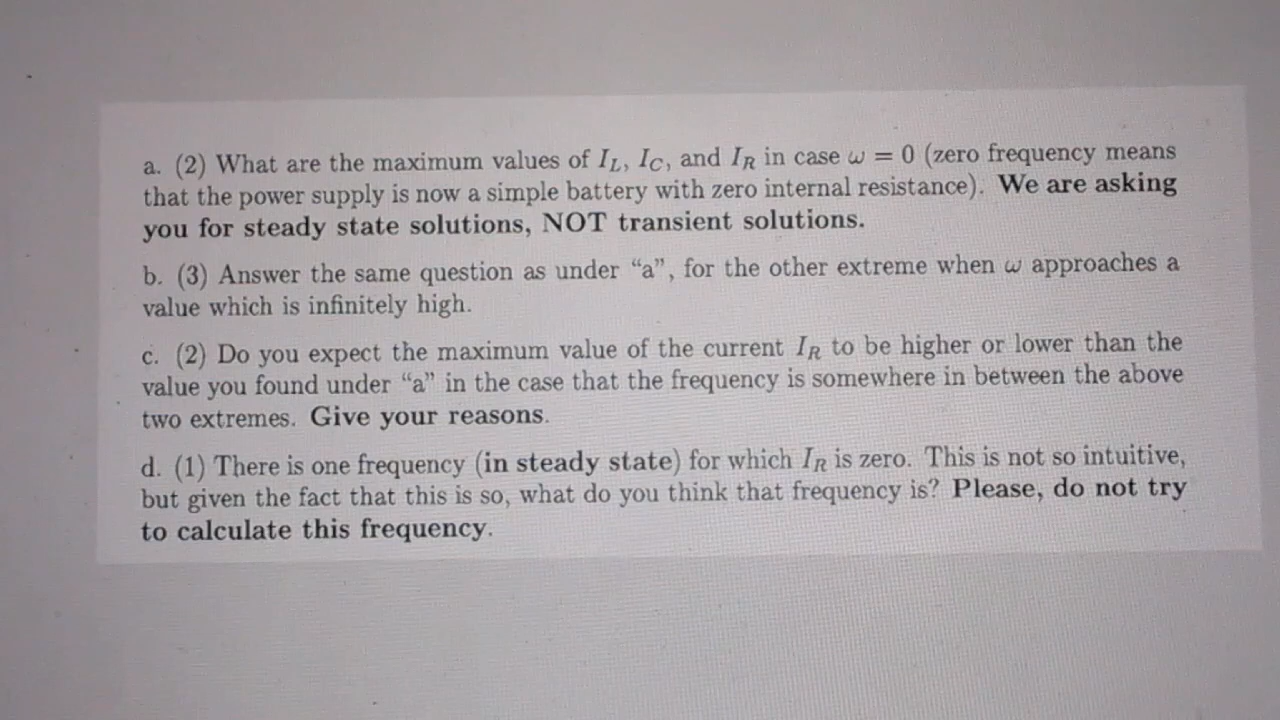 a. (2) What are the maximum values of I_L, I_C, and I_R in case ω = 0 (zero frequency means
that the power supply is now a simple battery with zero internal resistance). We are asking
you for steady state solutions, NOT transient solutions.
b. (3) Answer the same question as under “a”, for the other extreme when ω approaches a
value which is infinitely high.
c. (2) Do you expect the maximum value of the current I_R to be higher or lower than the
value you found under “a” in the case that the frequency is somewhere in between the above
two extremes. Give your reasons.
d. (1) There is one frequency (in steady state) for which I_R is zero. This is not so intuitive,
but given the fact that this is so, what do you think that frequency is? Please, do not try
to calculate this frequency.